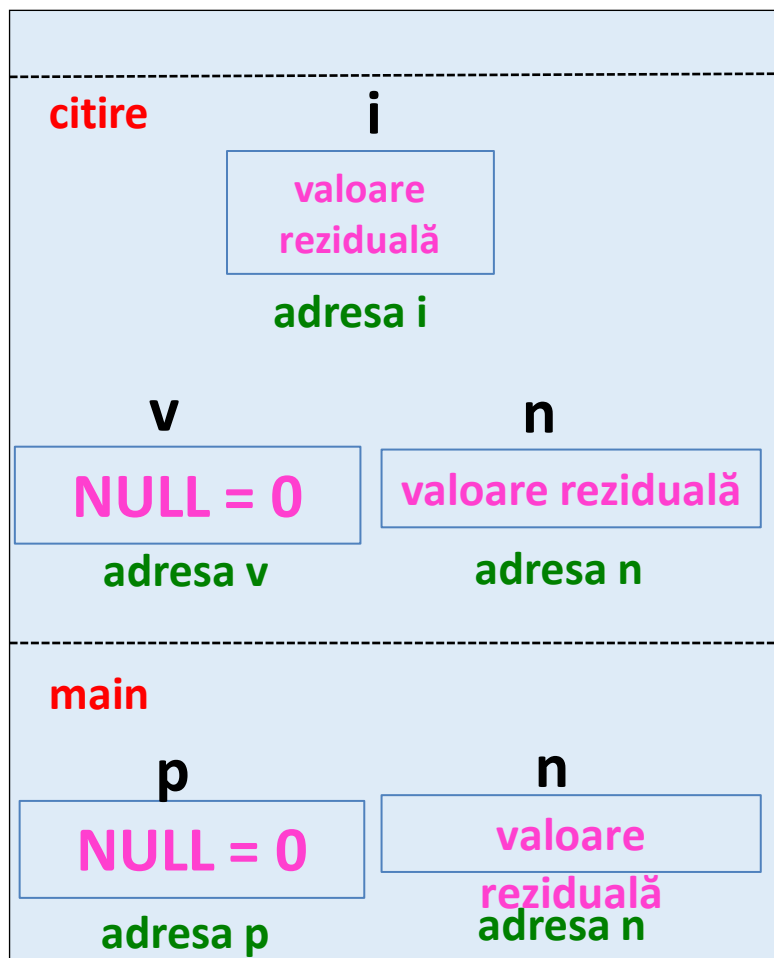 citire
i
valoare
reziduală
adresa i
v n
NULL = 0 valoare reziduală
adresa v adresa n
main
p n
NULL = 0 valoare
reziduală
adresa p adresa n